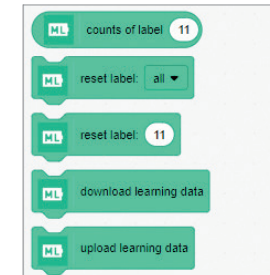 ML counts of label 11
ML reset label: all
ML reset label: 11
ML download learning data
ML upload learning data